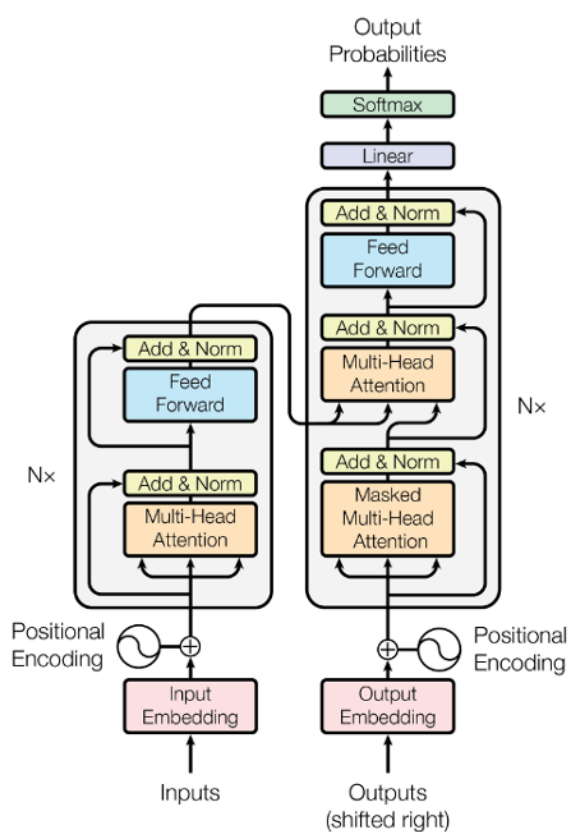 Output
Probabilities
Softmax
Linear
Add & Norm
Feed
Forward
Add & Norm
Multi-Head
Attention
Add & Norm
Masked
Multi-Head
Attention
N×
Positional
Encoding
Output
Embedding
Outputs
(shifted right)
Add & Norm
Feed
Forward
Add & Norm
Multi-Head
Attention
N×
Positional
Encoding
Input
Embedding
Inputs